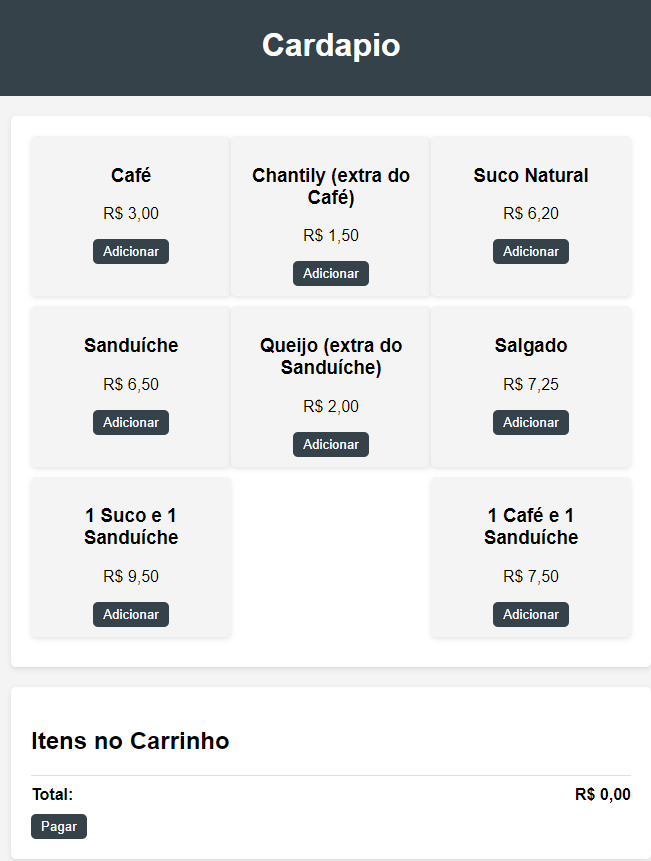 Cardapio
Café
R$ 3,00
Adicionar
Chantily (extra do
Café)
R$ 1,50
Adicionar
Suco Natural
R$ 6,20
Adicionar
Sanduíche
R$ 6,50
Adicionar
Queijo (extra do
Sanduíche)
R$ 2,00
Adicionar
Salgado
R$ 7,25
Adicionar
1 Suco e 1
Sanduíche
R$ 9,50
Adicionar
1 Café e 1
Sanduíche
R$ 7,50
Adicionar
Itens no Carrinho
Total: R$ 0,00
Pagar